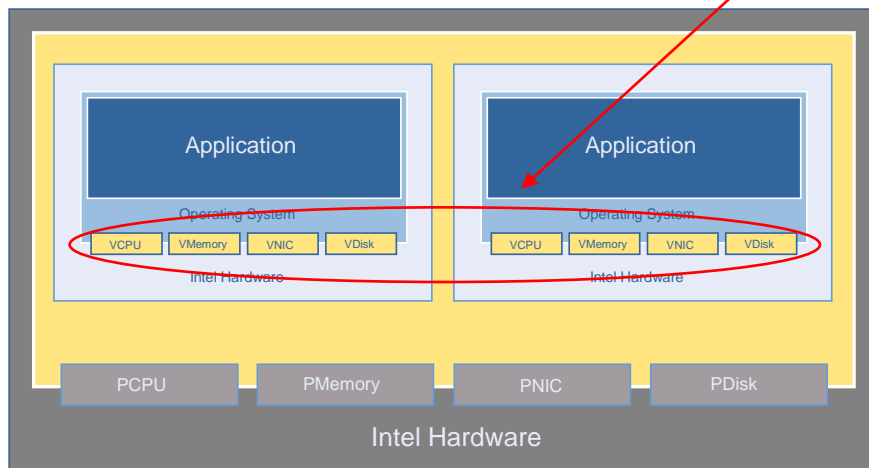 Application
Application
Operating System
Operating System
VCPU VMemory VNIC VDisk
VCPU VMemory VNIC VDisk
Intel Hardware
Intel Hardware
PCPU PMemory PNIC PDisk
Intel Hardware